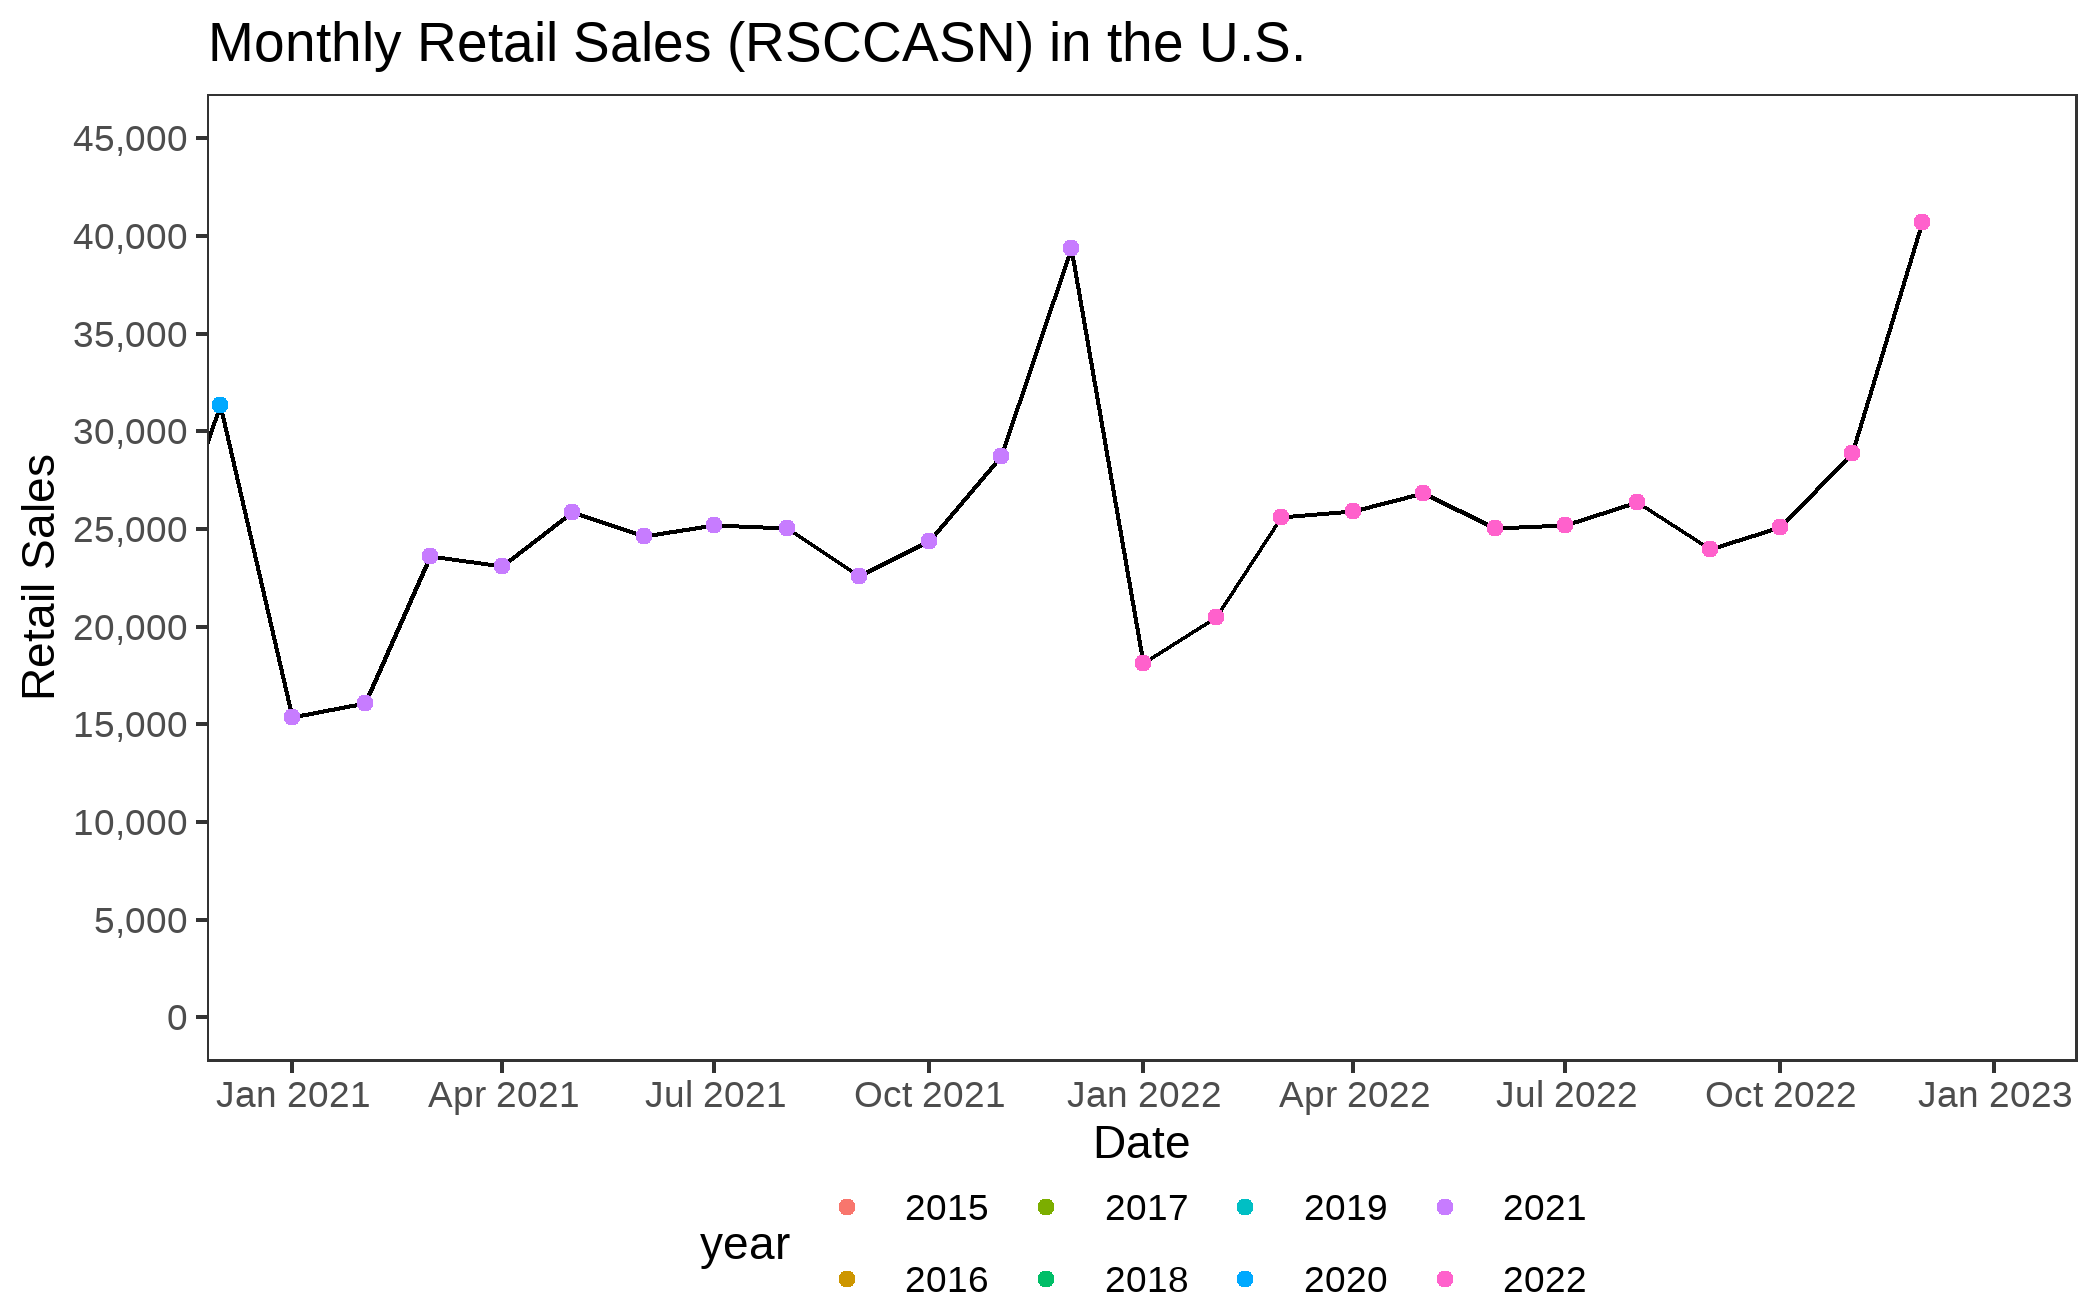 Monthly Retail Sales (RSCCASN) in the U.S.
45,000
40,000
35,000
30,000
25,000
20,000
15,000
10,000
5,000
0
Retail Sales
Jan 2021 Apr 2021 Jul 2021 Oct 2021 Jan 2022 Apr 2022 Jul 2022 Oct 2022 Jan 2023
Date
year
2015 2017 2019 2021
2016 2018 2020 2022